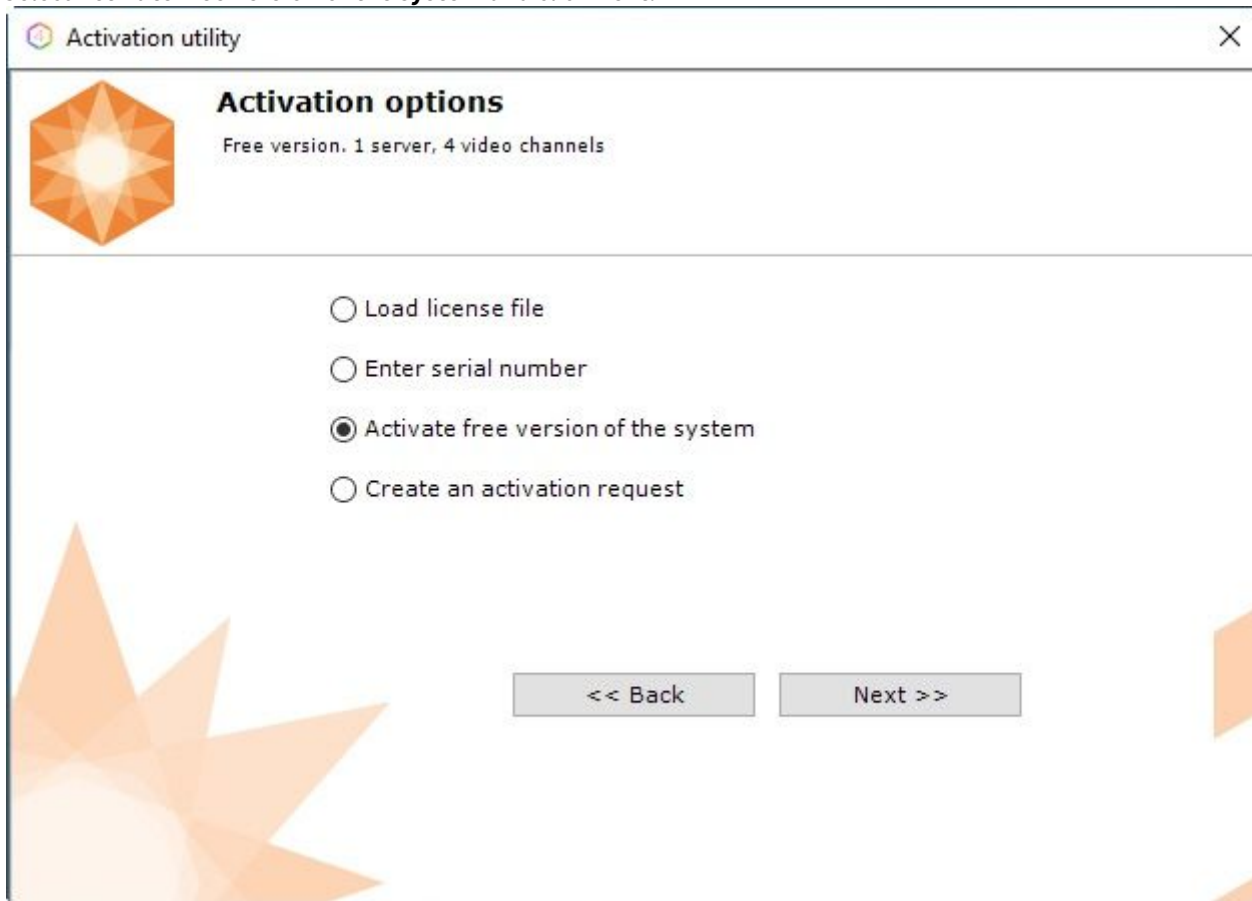 Activation utility
Activation options
Free version. 1 server, 4 video channels
Load license file
Enter serial number
Activate free version of the system
Create an activation request
<< Back
Next >>